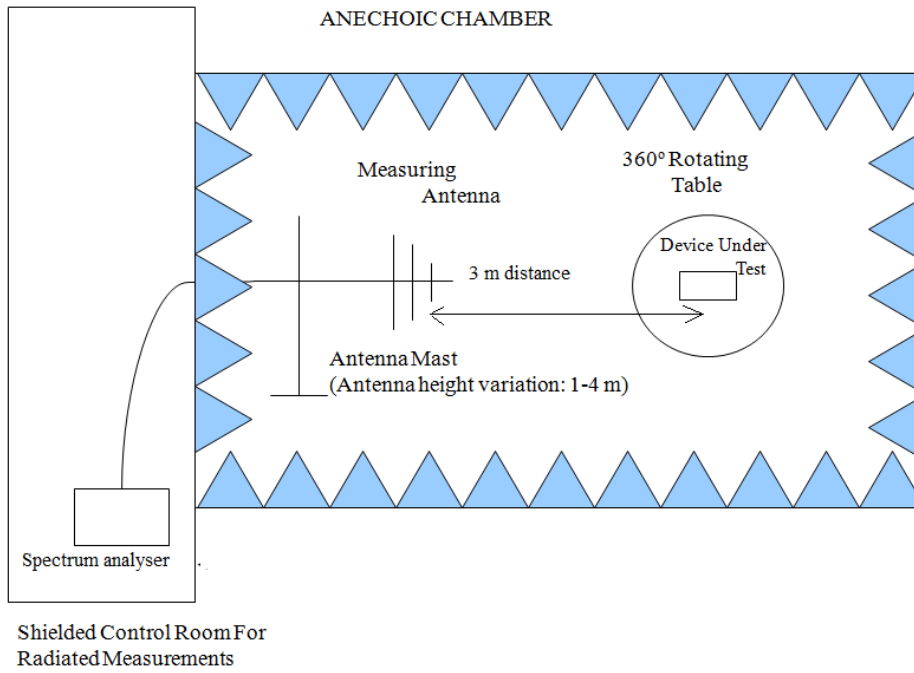 ANECHOIC CHAMBER
Measuring
Antenna
360º Rotating
Table
Device Under
Test
3 m distance
Antenna Mast
(Antenna height variation: 1-4 m)
Spectrum analyser
Shielded Control Room For
Radiated Measurements